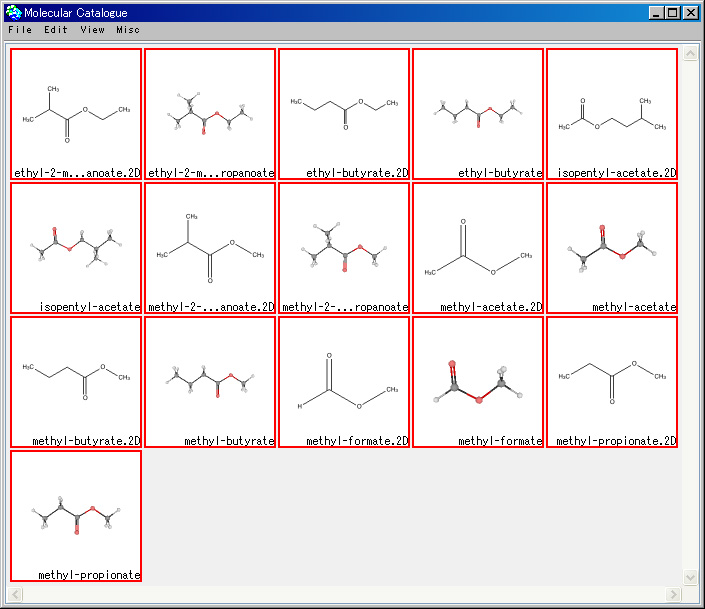 Molecular Catalogue
File Edit View Misc
CH₃
H₃C
O
O
CH₃
ethyl-2-m...anoate.2D
ethyl-2-m...ropanoate
H₃C
O
O
CH₃
ethyl-butyrate.2D
ethyl-butyrate
O
H₃C
O
CH₃
CH₃
isopentyl-acetate.2D
isopentyl-acetate
CH₃
H₃C
O
O
CH₃
methyl-2-...anoate.2D
methyl-2-...ropanoate
O
H₃C
O
CH₃
methyl-acetate.2D
methyl-acetate
H₃C
O
O
CH₃
methyl-butyrate.2D
methyl-butyrate
O
H
O
CH₃
methyl-formate.2D
methyl-formate
H₃C
O
O
CH₃
methyl-propionate.2D
methyl-propionate